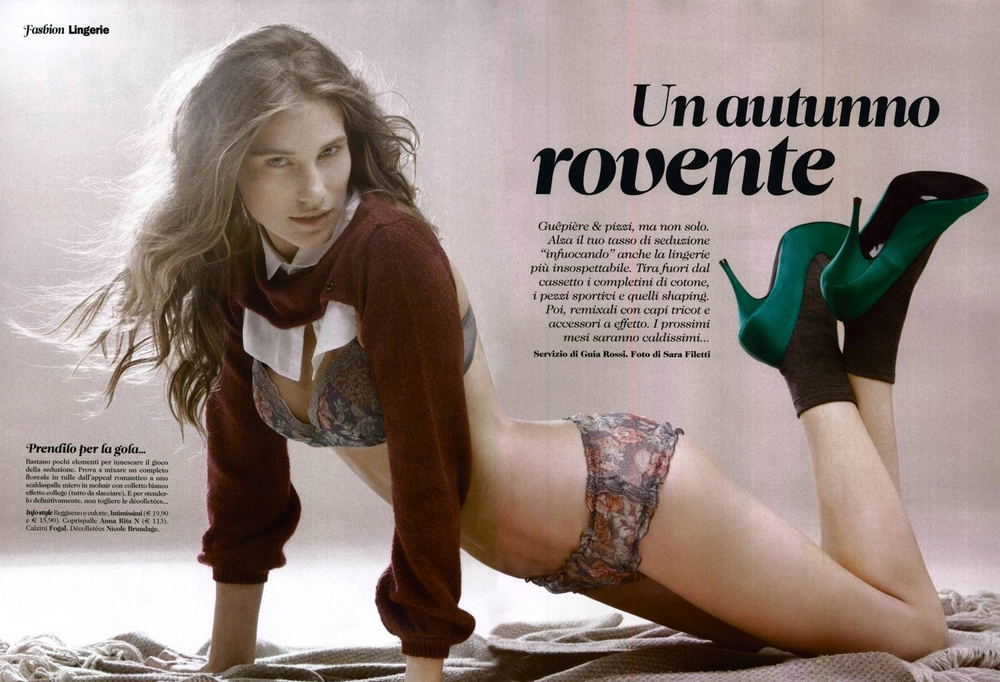 Fashion Lingerie
Un autunno
rovente
Guêpière & pizzi, ma non solo.
Alza il tuo tasso di seduzione
“infuocando” anche la lingerie
più insospettabile. Tira fuori dal
cassetto i completini di cotone,
i pezzi sportivi e quelli shaping.
Poi, remixali con capi tricot e
accessori a effetto. I prossimi
mesi saranno caldissimi...
Servizio di Guia Rossi. Foto di Sara Filetti
Prendilo per la gola...
Bastano pochi elementi per innescare il gioco
della seduzione. Prova a mixare un completo
floreale in tulle dall'appeal romantico a uno
scaldaspalle micro in mohair con colletto bianco
effetto college (tutto da slacciare). E per stender-
lo definitivamente, non togliere le décolletées...
Info style Reggiseno e culotte, Intimissimi (€ 19,90
e € 15,90). Coprispalle Anna Rita N (€ 113).
Calzini Fogal. Décolletées Nicole Brundage.